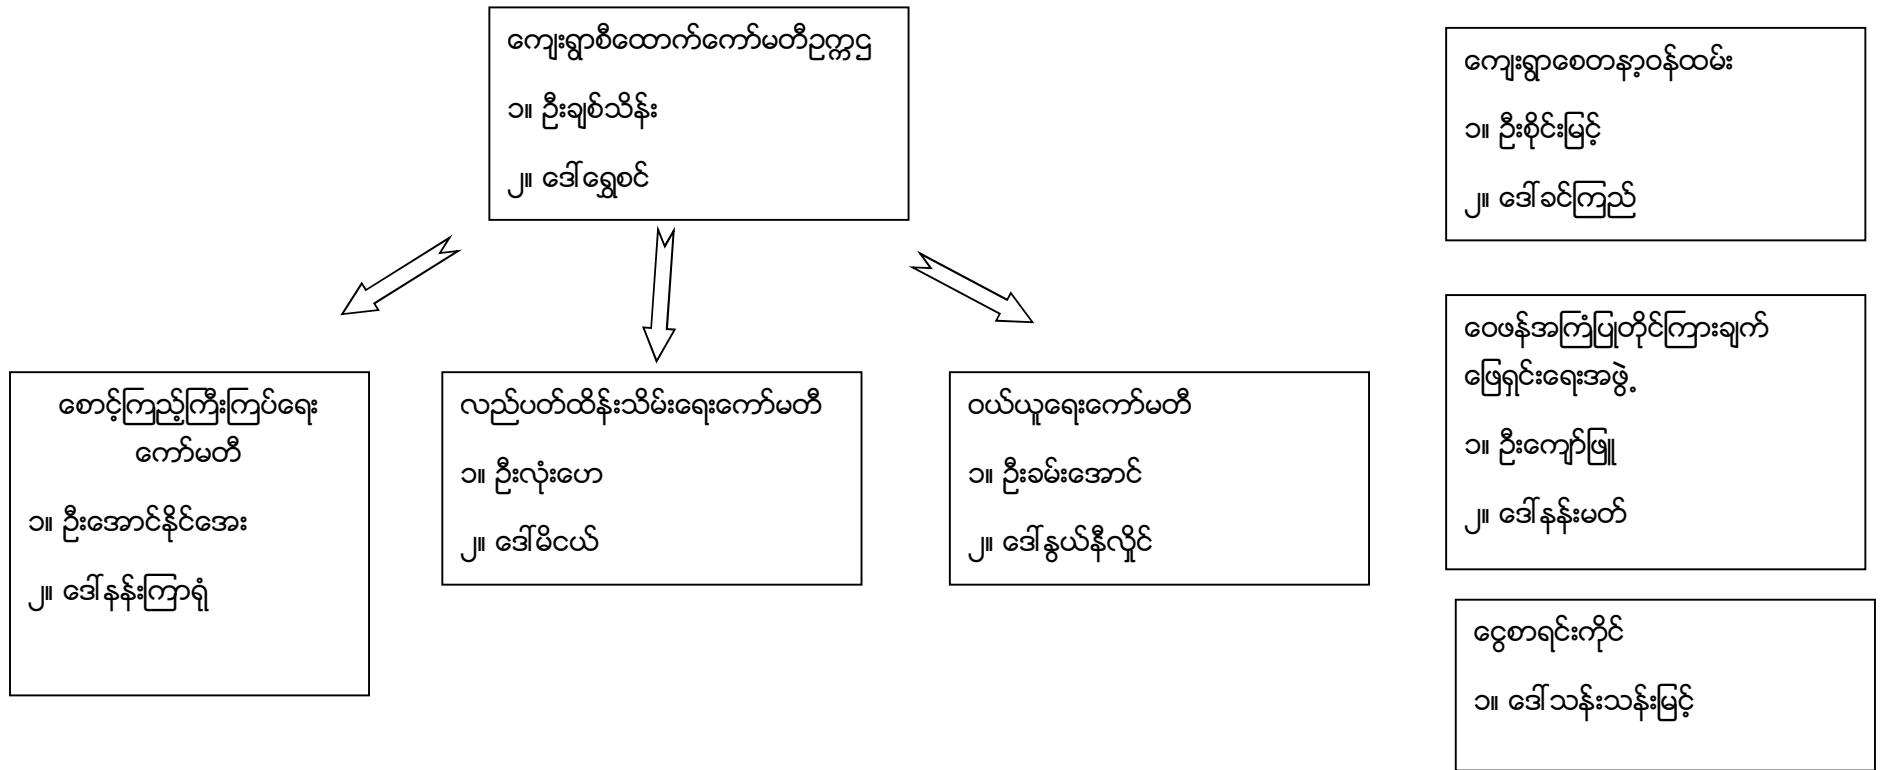 ကျေးရွာစီထောက်ကော်မတီဥက္ကဌ
၁။ ဦးချစ်သိန်း
၂။ ဒေါ်ရွှေစင်
ကျေးရွာစေတနာ့ဝန်ထမ်း
၁။ ဦးစိုင်းမြင့်
၂။ ဒေါ်ခင်ကြည်
စောင့်ကြည့်ကြီးကြပ်ရေး
ကော်မတီ
၁။ ဦးအောင်နိုင်အေး
၂။ ဒေါ်နန်းကြာရုံ
လည်ပတ်ထိန်းသိမ်းရေးကော်မတီ
၁။ ဦးလုံးဟေ
၂။ ဒေါ်မိငယ်
ဝယ်ယူရေးကော်မတီ
၁။ ဦးခမ်းအောင်
၂။ ဒေါ်နွယ်နီလှိုင်
ဝေဖန်အကြံပြုတိုင်ကြားချက်
ဖြေရှင်းရေးအဖွဲ့
၁။ ဦးကျော်ဖြူ
၂။ ဒေါ်နန်းမတ်
ငွေစာရင်းကိုင်
၁။ ဒေါ်သန်းသန်းမြင့်